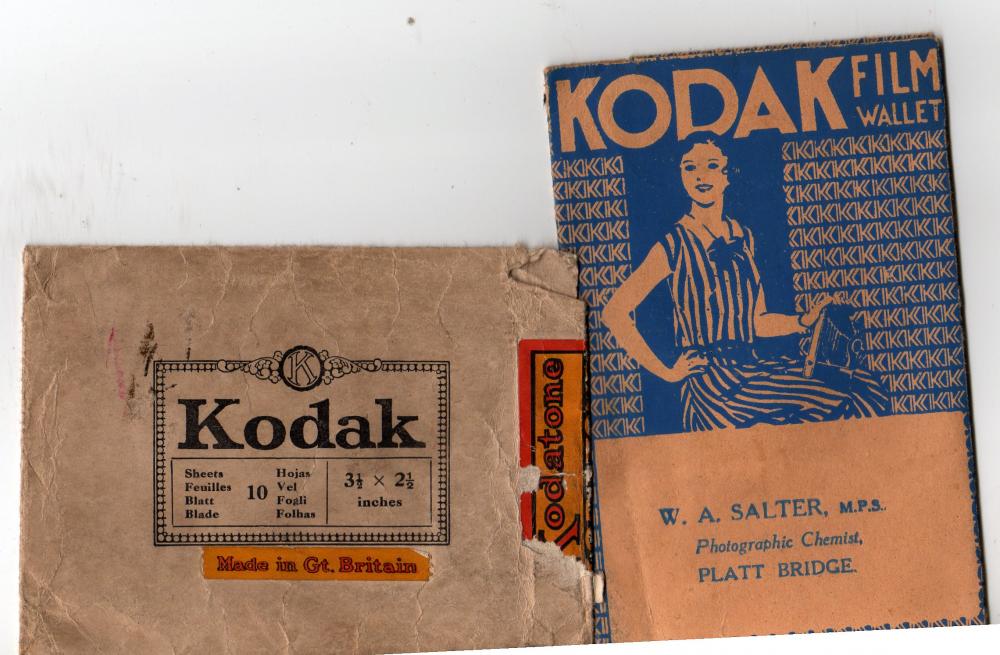 K
Kodak
Sheets
Feuilles
Blatt
Blade
10
Hojas
Vel
Fogli
Folhas
3½ × 2½
inches
Made in Gt. Britain
Kodatone
KODAK FILM
WALLET
W. A. SALTER, M.P.S.
Photographic Chemist,
PLATT BRIDGE.